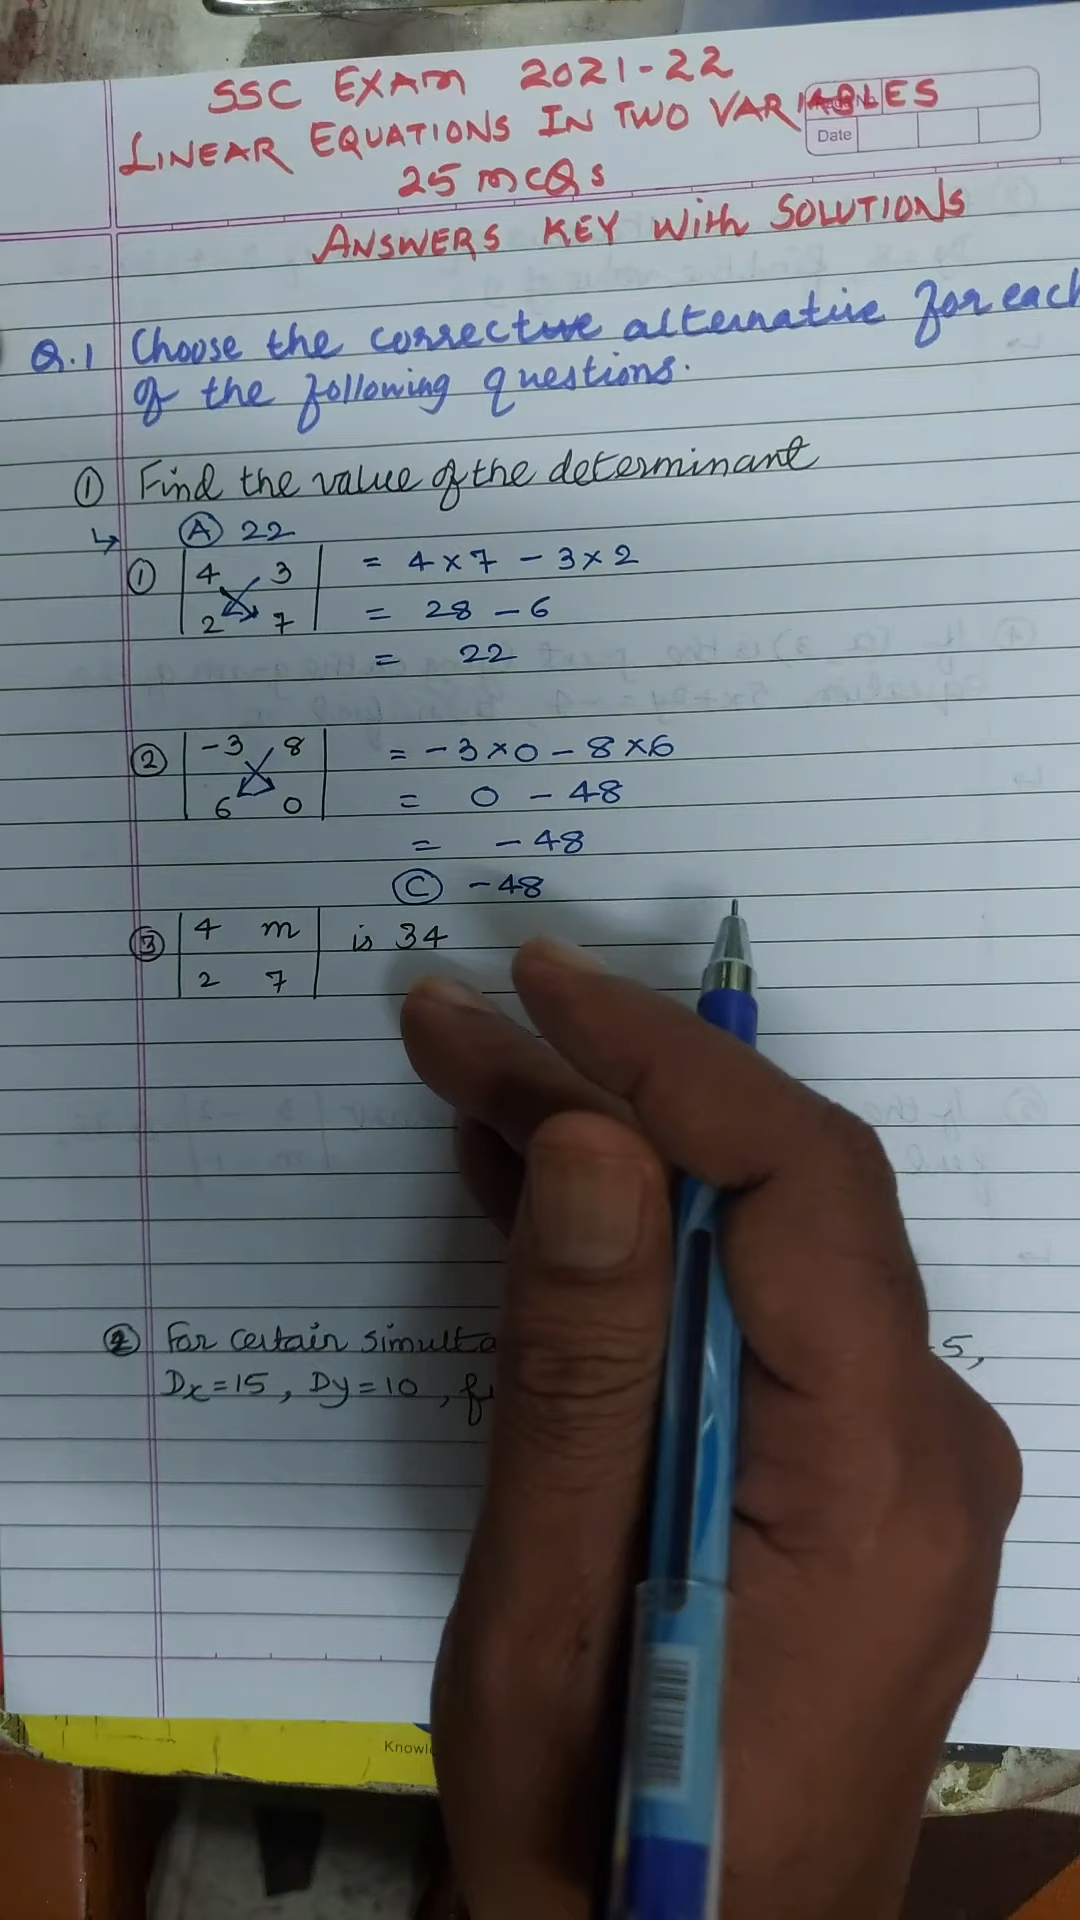 SSC EXAM 2021-22
LINEAR EQUATIONS IN TWO VARIABLES
Date
25 MCQs
ANSWERS KEY With SOLUTIONS
Q.1 Choose the correct alternative for each
of the following questions.
① Find the value of the determinant
↳ Ⓐ 22
① | 4 3 | = 4 × 7 - 3 × 2
| 2 7 | = 28 - 6
= 22
② | -3 8 | = -3 × 0 - 8 × 6
| 6 0 | = 0 - 48
= -48
Ⓒ -48
③ | 4 m | is 34
| 2 7 |
② For certain 5,
Dx=15, Dy=10,